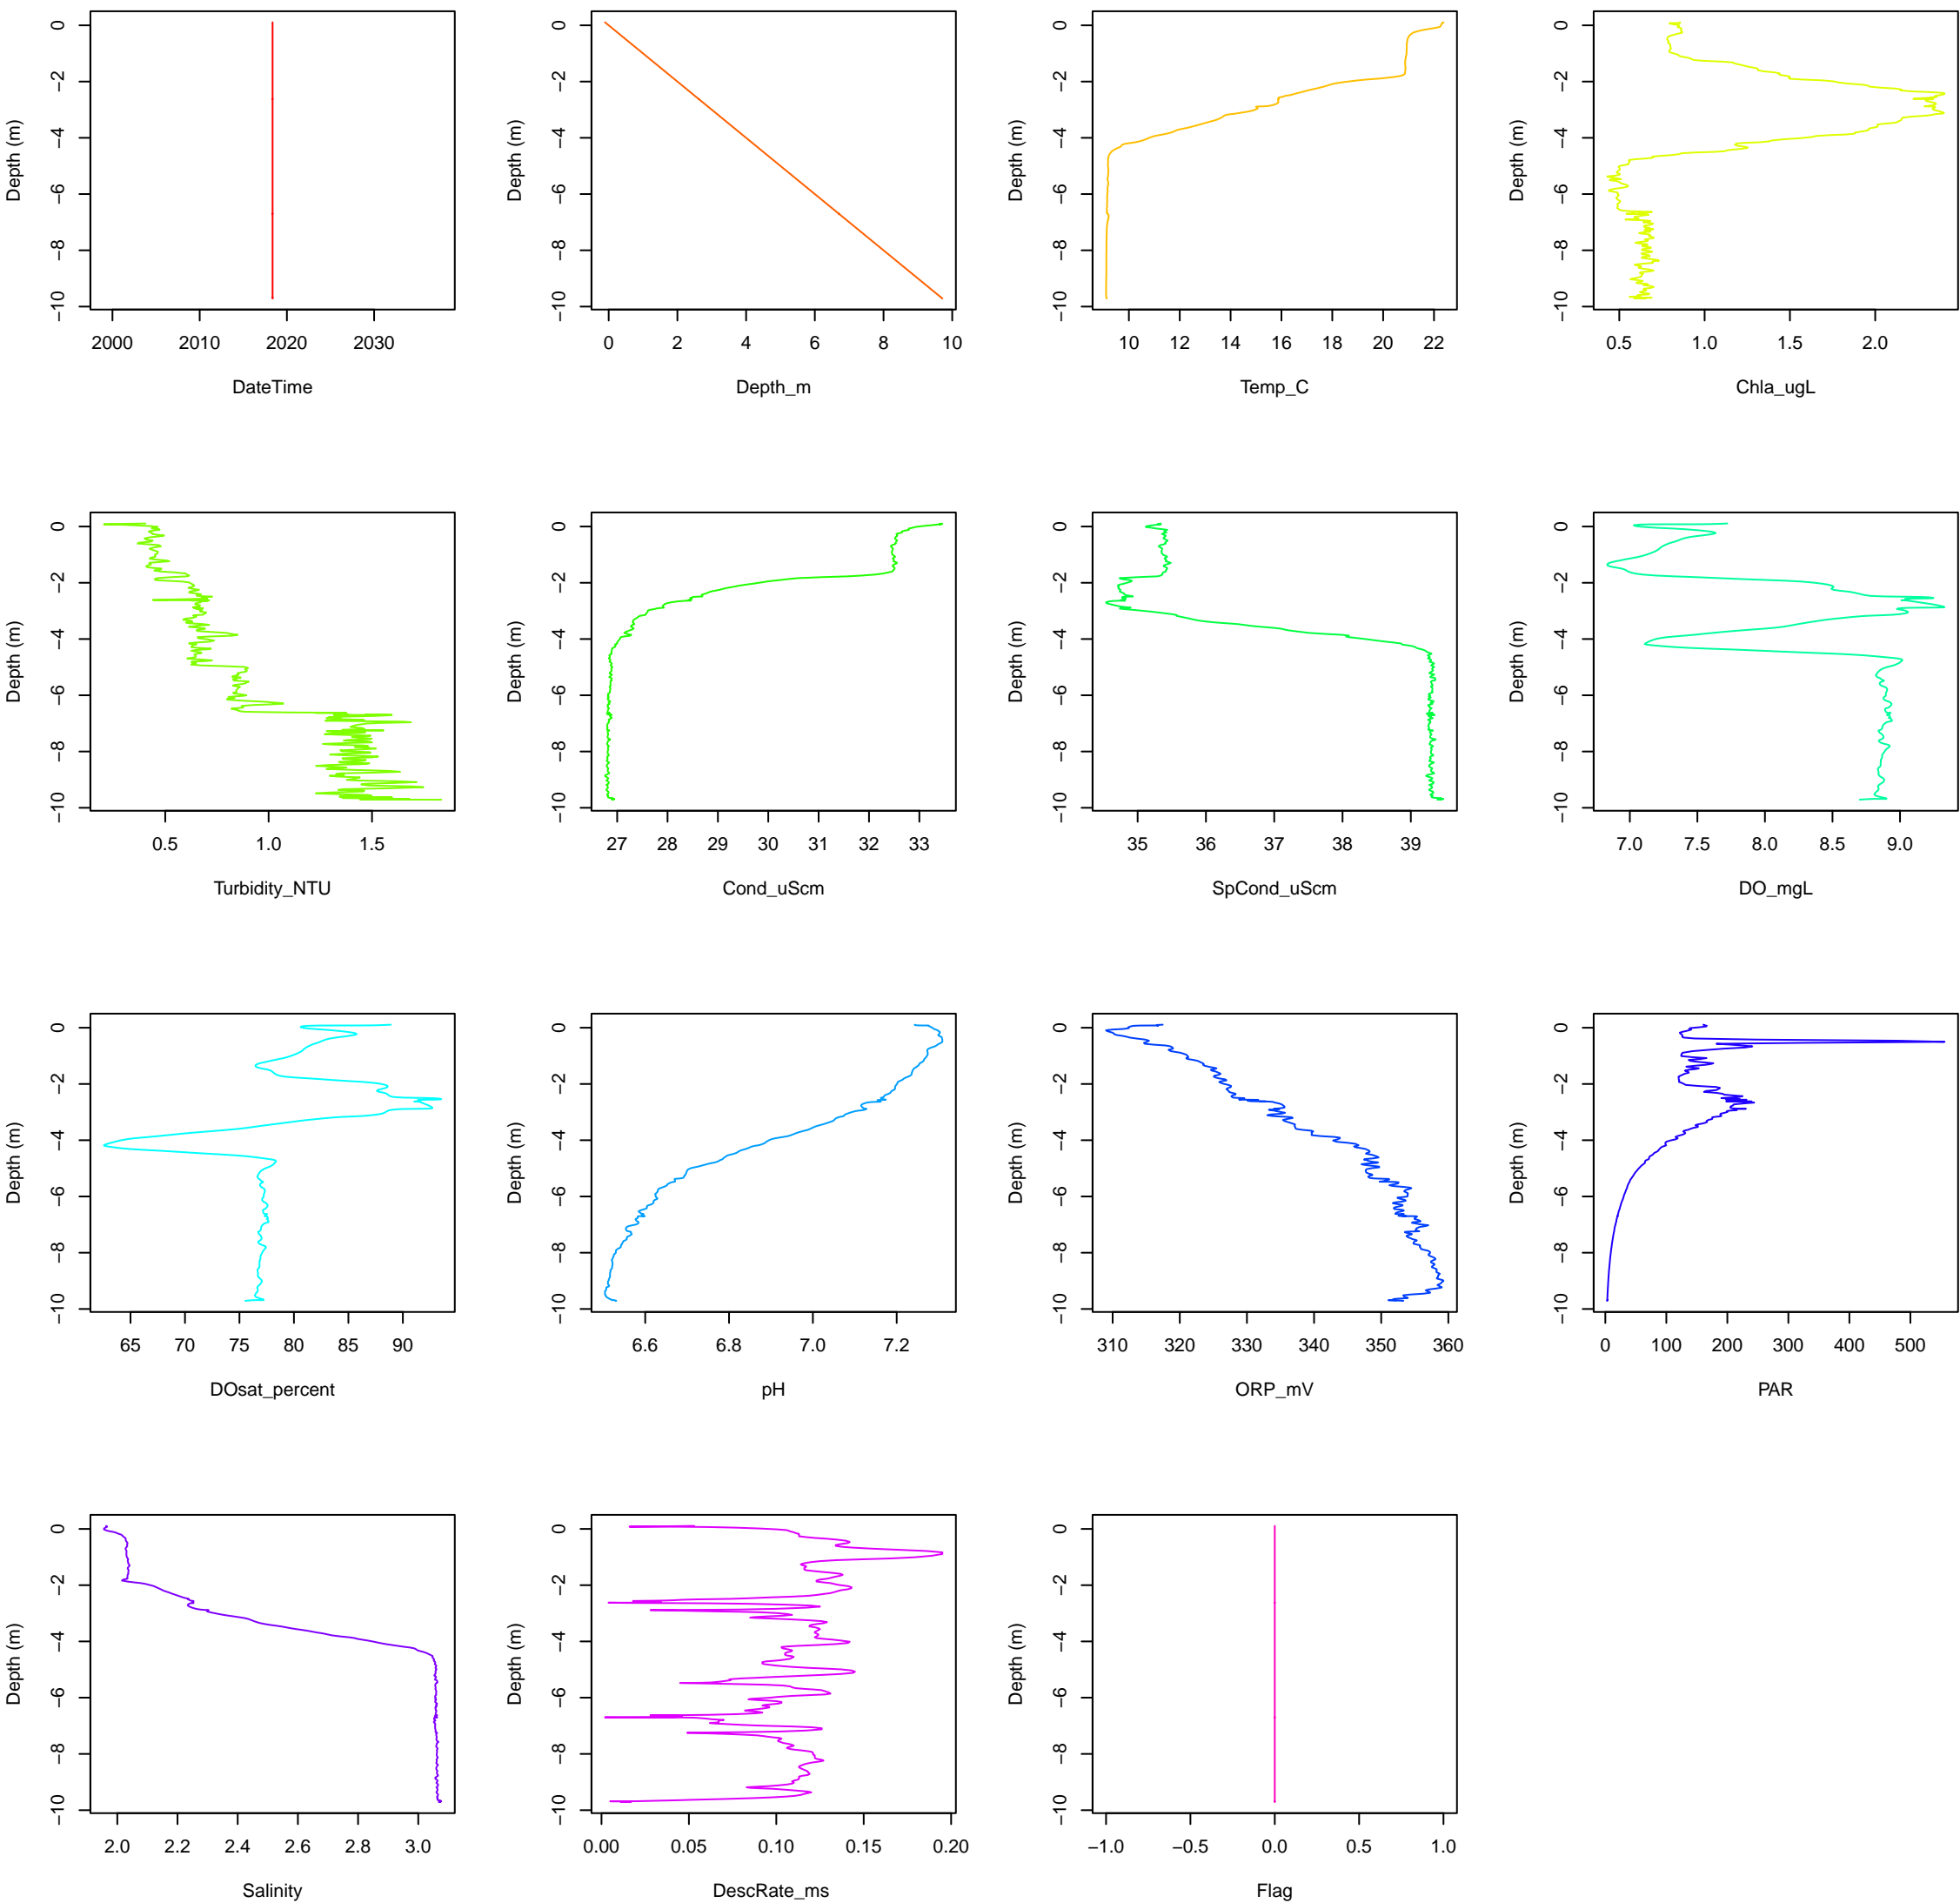 0 0 0 0
−2 −2 −2 −2
−4 −4 −4 −4
−6 −6 −6 −6
−8 −8 −8 −8
−10 −10 −10 −10
Depth (m) Depth (m) Depth (m) Depth (m)
2000 2010 2020 2030 0 2 4 6 8 10 10 12 14 16 18 20 22 0.5 1.0 1.5 2.0
DateTime Depth_m Temp_C Chla_ugL
0 0 0 0
−2 −2 −2 −2
−4 −4 −4 −4
−6 −6 −6 −6
−8 −8 −8 −8
−10 −10 −10 −10
Depth (m) Depth (m) Depth (m) Depth (m)
0.5 1.0 1.5 27 28 29 30 31 32 33 35 36 37 38 39 7.0 7.5 8.0 8.5 9.0
Turbidity_NTU Cond_uScm SpCond_uScm DO_mgL
0 0 0 0
−2 −2 −2 −2
−4 −4 −4 −4
−6 −6 −6 −6
−8 −8 −8 −8
−10 −10 −10 −10
Depth (m) Depth (m) Depth (m) Depth (m)
65 70 75 80 85 90 6.6 6.8 7.0 7.2 310 320 330 340 350 360 0 100 200 300 400 500
DOsat_percent pH ORP_mV PAR
0 0 0
−2 −2 −2
−4 −4 −4
−6 −6 −6
−8 −8 −8
−10 −10 −10
Depth (m) Depth (m) Depth (m)
2.0 2.2 2.4 2.6 2.8 3.0 0.00 0.05 0.10 0.15 0.20 −1.0 −0.5 0.0 0.5 1.0
Salinity DescRate_ms Flag